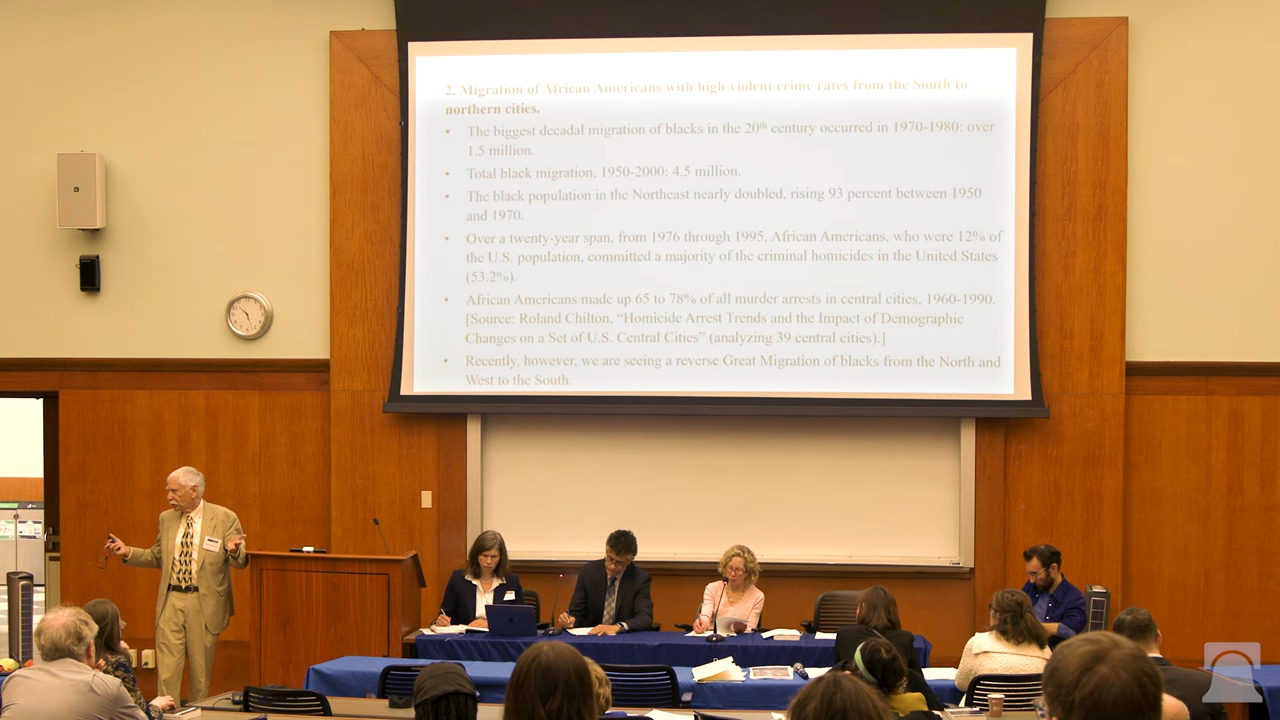 2. Migration of African Americans with high violent crime rates from the South to
northern cities.
• The biggest decadal migration of blacks in the 20th century occurred in 1970-1980: over
1.5 million.
• Total black migration, 1950-2000: 4.5 million.
• The black population in the Northeast nearly doubled, rising 93 percent between 1950
and 1970.
• Over a twenty-year span, from 1976 through 1995, African Americans, who were 12% of
the U.S. population, committed a majority of the criminal homicides in the United States
(53.2%).
• African Americans made up 65 to 78% of all murder arrests in central cities, 1960-1990.
[Source: Roland Chilton, “Homicide Arrest Trends and the Impact of Demographic
Changes on a Set of U.S. Central Cities” (analyzing 39 central cities).]
• Recently, however, we are seeing a reverse Great Migration of blacks from the North and
West to the South.